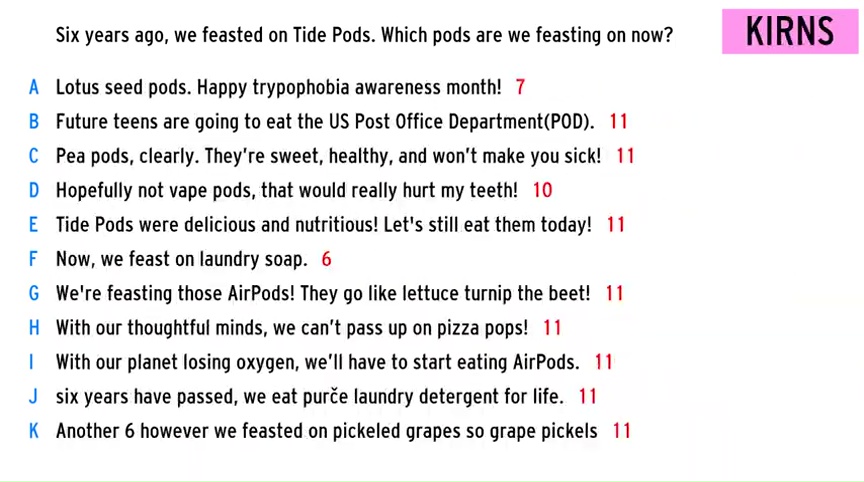 Six years ago, we feasted on Tide Pods. Which pods are we feasting on now?
KIRNS
A Lotus seed pods. Happy trypophobia awareness month! 7
B Future teens are going to eat the US Post Office Department(POD). 11
C Pea pods, clearly. They’re sweet, healthy, and won’t make you sick! 11
D Hopefully not vape pods, that would really hurt my teeth! 10
E Tide Pods were delicious and nutritious! Let's still eat them today! 11
F Now, we feast on laundry soap. 6
G We're feasting those AirPods! They go like lettuce turnip the beet! 11
H With our thoughtful minds, we can’t pass up on pizza pops! 11
I With our planet losing oxygen, we’ll have to start eating AirPods. 11
J six years have passed, we eat purče laundry detergent for life. 11
K Another 6 however we feasted on pickeled grapes so grape pickels 11